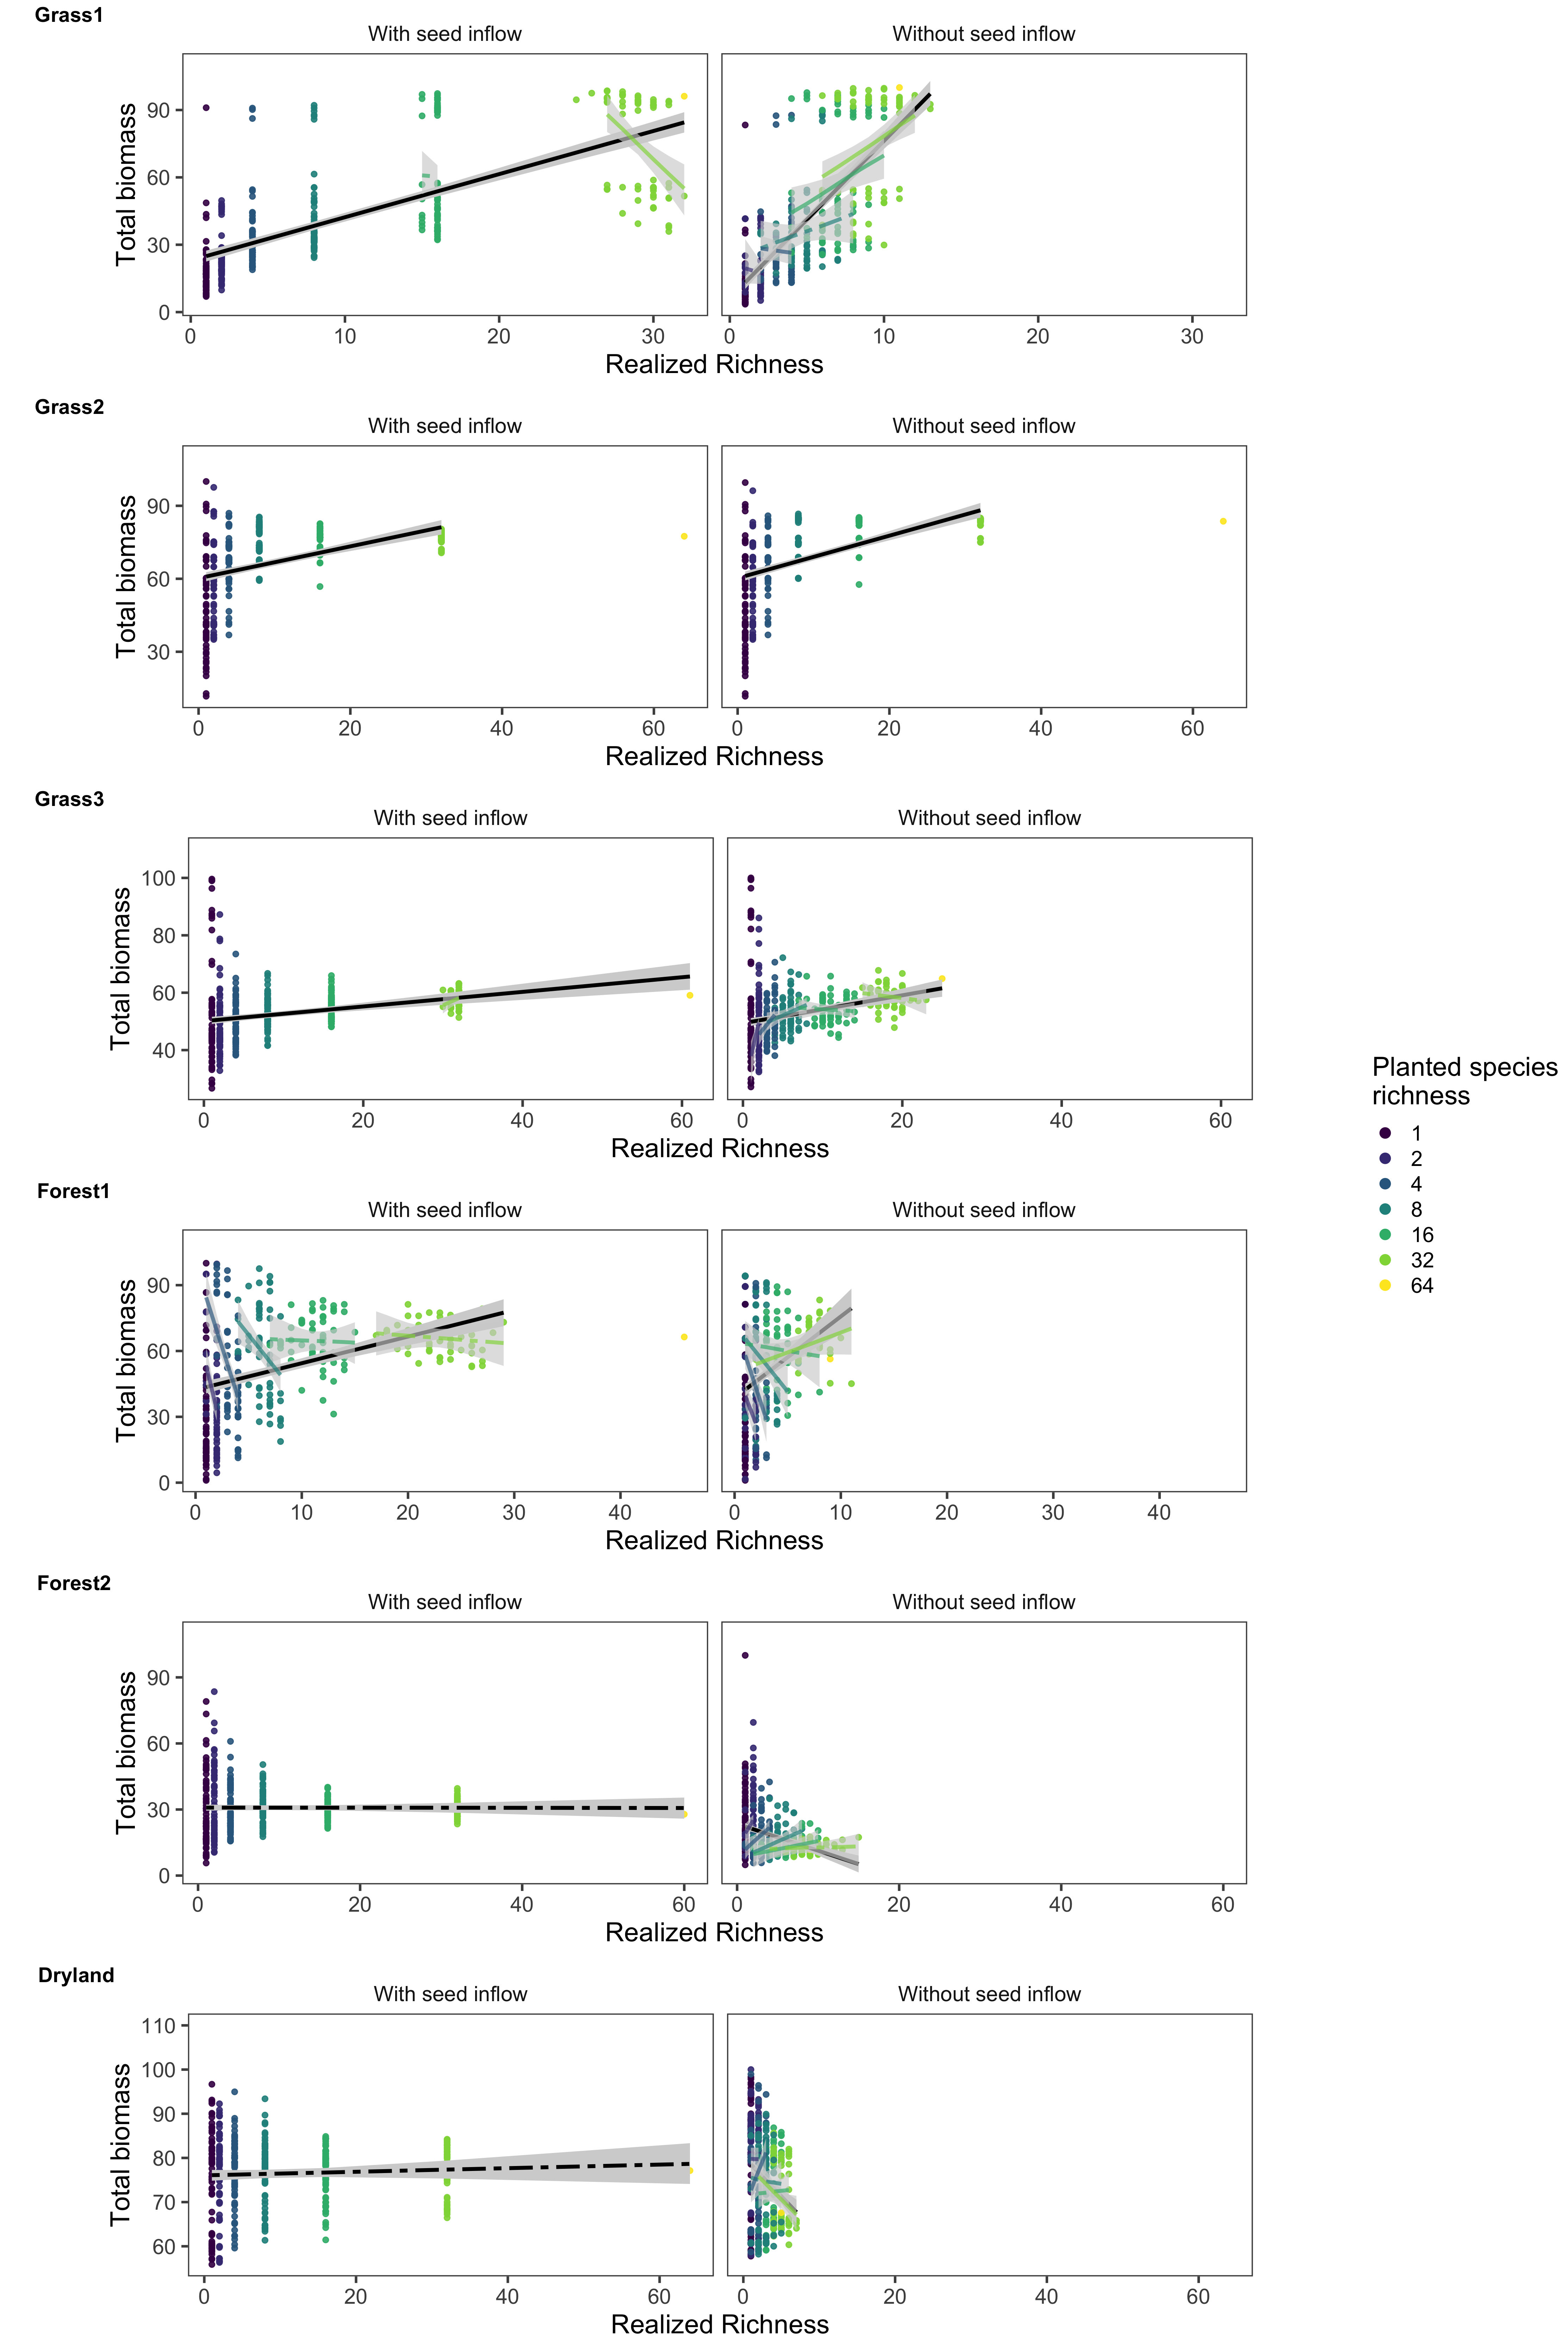 Grass1
With seed inflow
Without seed inflow
Total biomass
90
60
30
0
0 10 20 30
0 10 20 30
Realized Richness
Grass2
With seed inflow
Without seed inflow
Total biomass
90
60
30
0 20 40 60
0 20 40 60
Realized Richness
Grass3
With seed inflow
Without seed inflow
Total biomass
100
80
60
40
0 20 40 60
0 20 40 60
Realized Richness
Forest1
With seed inflow
Without seed inflow
Total biomass
90
60
30
0
0 10 20 30 40
0 10 20 30 40
Realized Richness
Forest2
With seed inflow
Without seed inflow
Total biomass
90
60
30
0
0 20 40 60
0 20 40 60
Realized Richness
Dryland
With seed inflow
Without seed inflow
Total biomass
110
100
90
80
70
60
0 20 40 60
0 20 40 60
Realized Richness
Planted species
richness
1
2
4
8
16
32
64